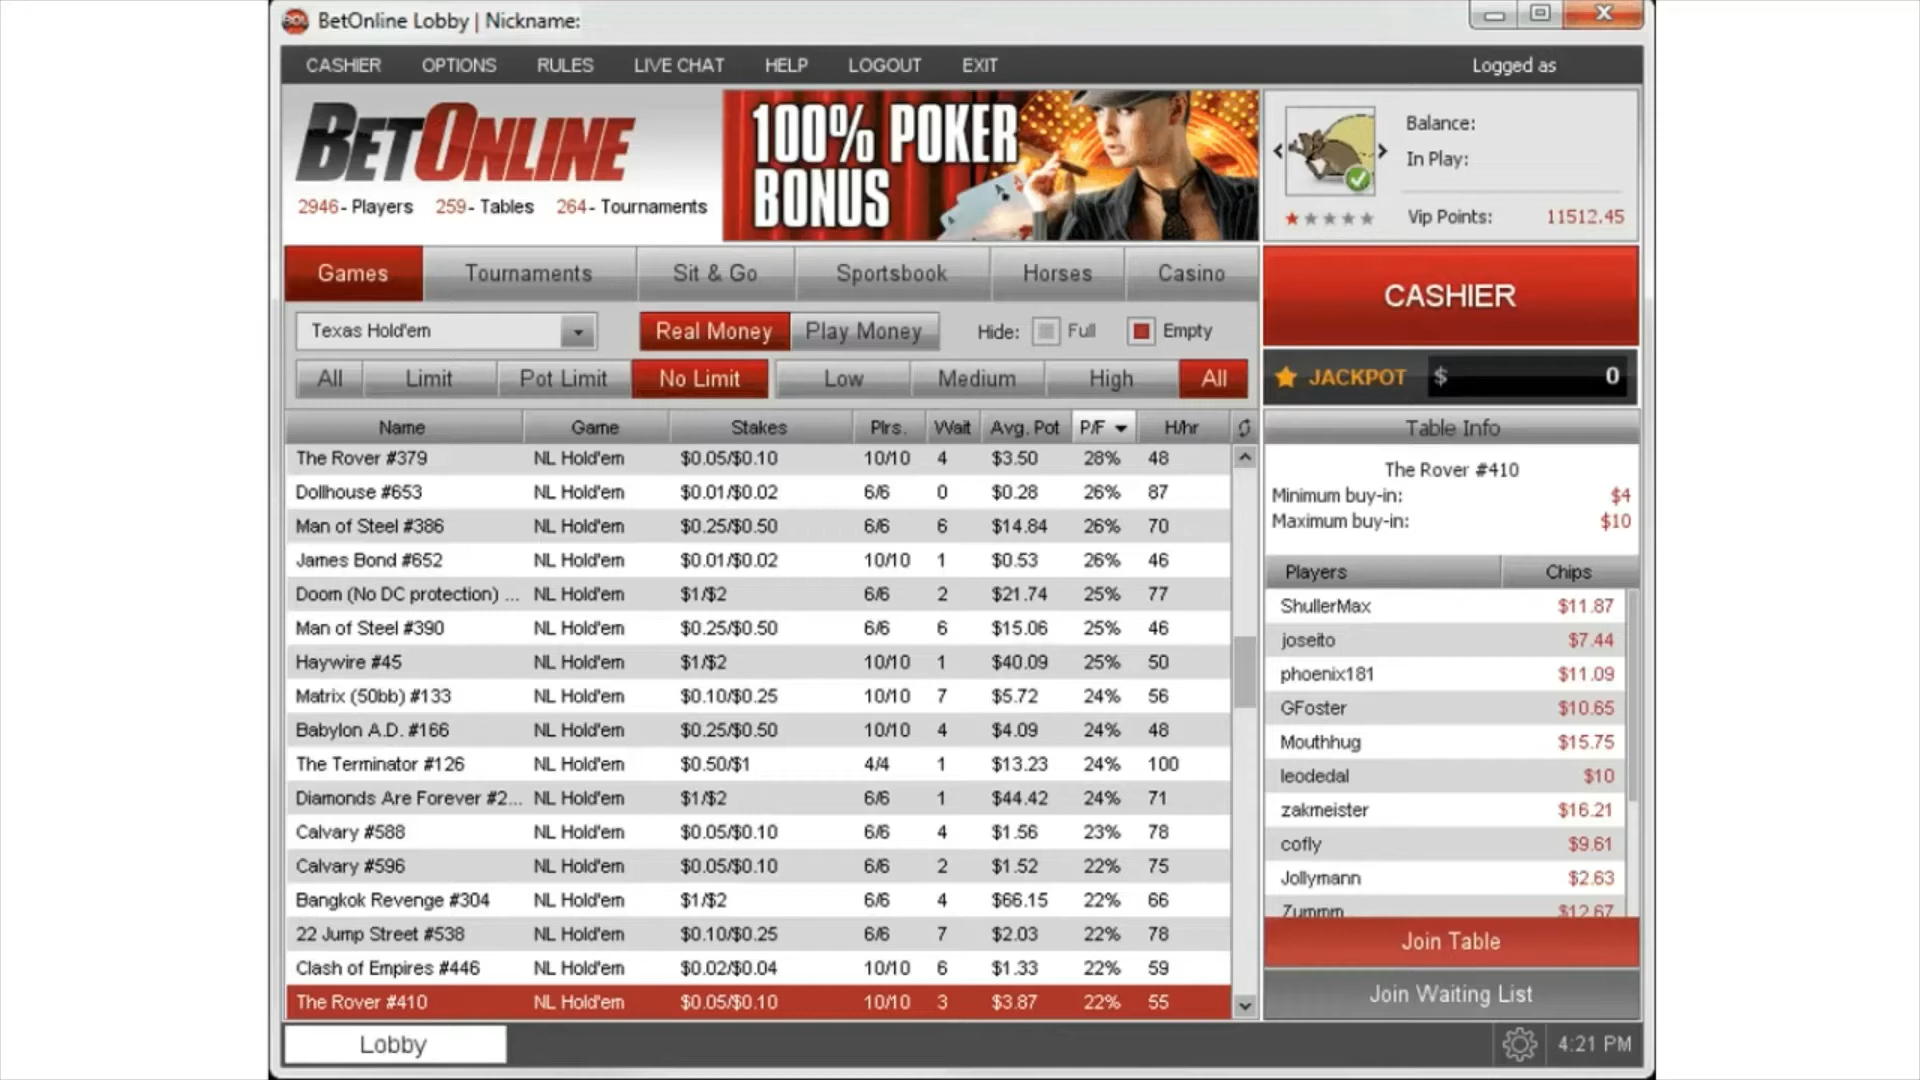 BetOnline Lobby | Nickname:
CASHIER OPTIONS RULES LIVE CHAT HELP LOGOUT EXIT Logged as
BETONLINE
2946- Players 259- Tables 264- Tournaments
100% POKER
BONUS
Balance:
In Play:
Vip Points: 11512.45
Games Tournaments Sit & Go Sportsbook Horses Casino
CASHIER
Texas Hold'em Real Money Play Money Hide: Full Empty
All Limit Pot Limit No Limit Low Medium High All
JACKPOT $ 0
Name Game Stakes Plrs. Wait Avg. Pot P/F H/hr
The Rover #379 NL Hold'em $0.05/$0.10 10/10 4 $3.50 28% 48
Dollhouse #653 NL Hold'em $0.01/$0.02 6/6 0 $0.28 26% 87
Man of Steel #386 NL Hold'em $0.25/$0.50 6/6 6 $14.84 26% 70
James Bond #652 NL Hold'em $0.01/$0.02 10/10 1 $0.53 26% 46
Doom (No DC protection) ... NL Hold'em $1/$2 6/6 2 $21.74 25% 77
Man of Steel #390 NL Hold'em $0.25/$0.50 6/6 6 $15.06 25% 46
Haywire #45 NL Hold'em $1/$2 10/10 1 $40.09 25% 50
Matrix (50bb) #133 NL Hold'em $0.10/$0.25 10/10 7 $5.72 24% 56
Babylon A.D. #166 NL Hold'em $0.25/$0.50 10/10 4 $4.09 24% 48
The Terminator #126 NL Hold'em $0.50/$1 4/4 1 $13.23 24% 100
Diamonds Are Forever #2... NL Hold'em $1/$2 6/6 1 $44.42 24% 71
Calvary #588 NL Hold'em $0.05/$0.10 6/6 4 $1.56 23% 78
Calvary #596 NL Hold'em $0.05/$0.10 6/6 2 $1.52 22% 75
Bangkok Revenge #304 NL Hold'em $1/$2 6/6 4 $66.15 22% 66
22 Jump Street #538 NL Hold'em $0.10/$0.25 6/6 7 $2.03 22% 78
Clash of Empires #446 NL Hold'em $0.02/$0.04 10/10 6 $1.33 22% 59
The Rover #410 NL Hold'em $0.05/$0.10 10/10 3 $3.87 22% 55
Table Info
The Rover #410
Minimum buy-in: $4
Maximum buy-in: $10
Players Chips
ShullerMax $11.87
joseito $7.44
phoenix181 $11.09
GFoster $10.65
Mouthhug $15.75
leodedal $10
zakmeister $16.21
cofly $9.61
Jollymann $2.63
Zummm $12.67
Join Table
Join Waiting List
Lobby
4:21 PM